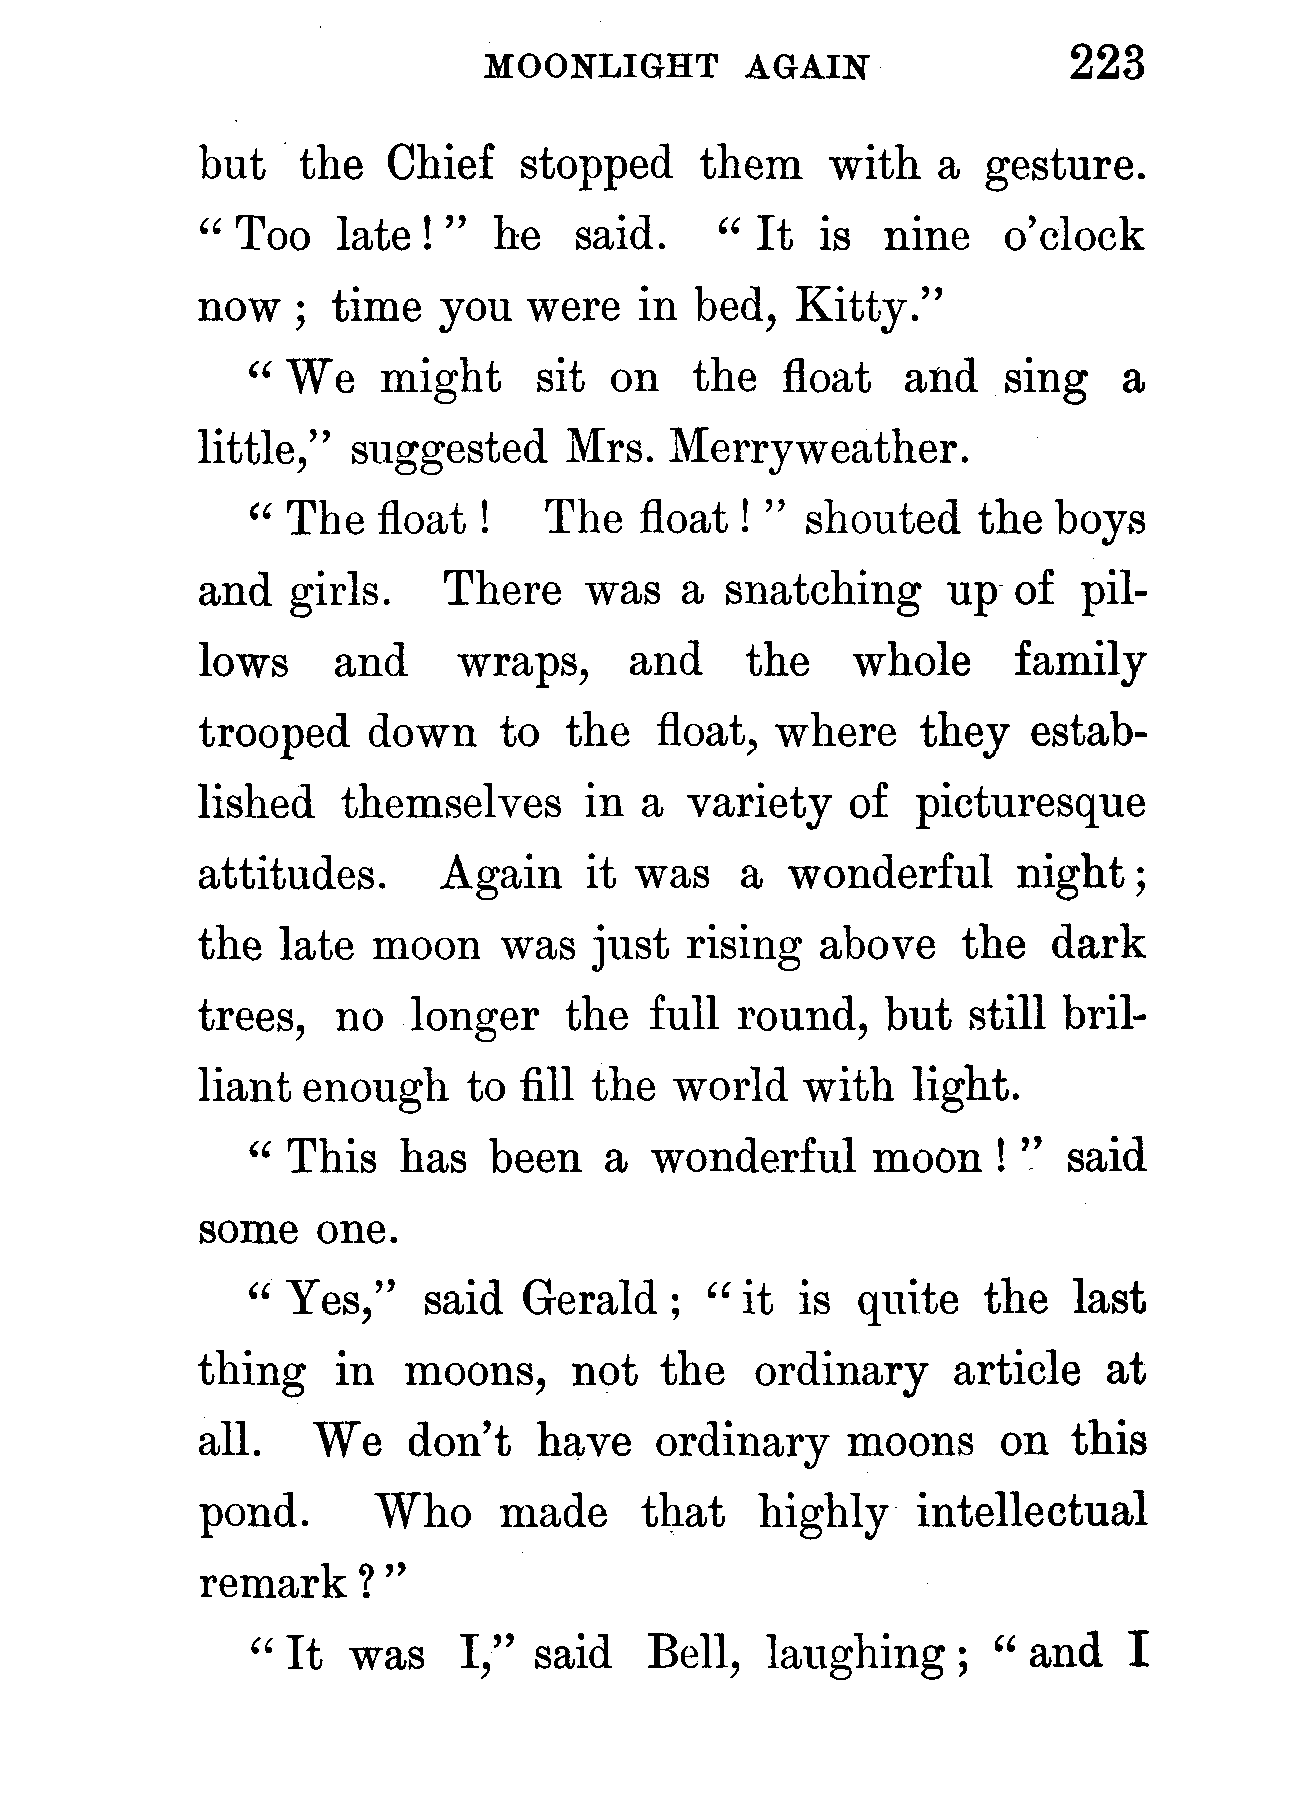 MOONLIGHT AGAIN 223
but the Chief stopped them with a gesture.
“Too late!” he said. “It is nine o’clock
now; time you were in bed, Kitty.”
“We might sit on the float and sing a
little,” suggested Mrs. Merryweather.
“The float! The float!” shouted the boys
and girls. There was a snatching up of pil-
lows and wraps, and the whole family
trooped down to the float, where they estab-
lished themselves in a variety of picturesque
attitudes. Again it was a wonderful night;
the late moon was just rising above the dark
trees, no longer the full round, but still bril-
liant enough to fill the world with light.
“This has been a wonderful moon!” said
some one.
“Yes,” said Gerald; “it is quite the last
thing in moons, not the ordinary article at
all. We don’t have ordinary moons on this
pond. Who made that highly intellectual
remark?”
“It was I,” said Bell, laughing; “and I